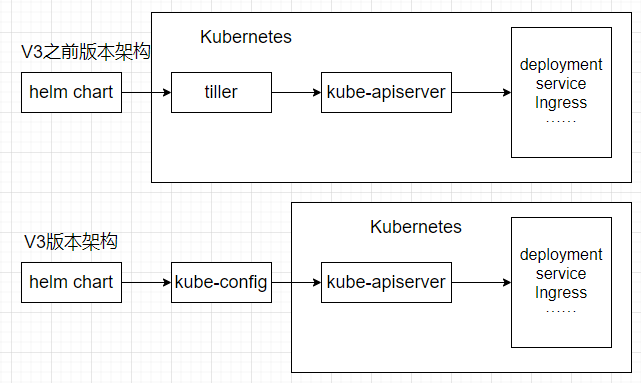 Kubernetes
V3之前版本架构
helm chart
tiller
kube-apiserver
deployment
service
Ingress
……
Kubernetes
V3版本架构
helm chart
kube-config
kube-apiserver
deployment
service
Ingress
……